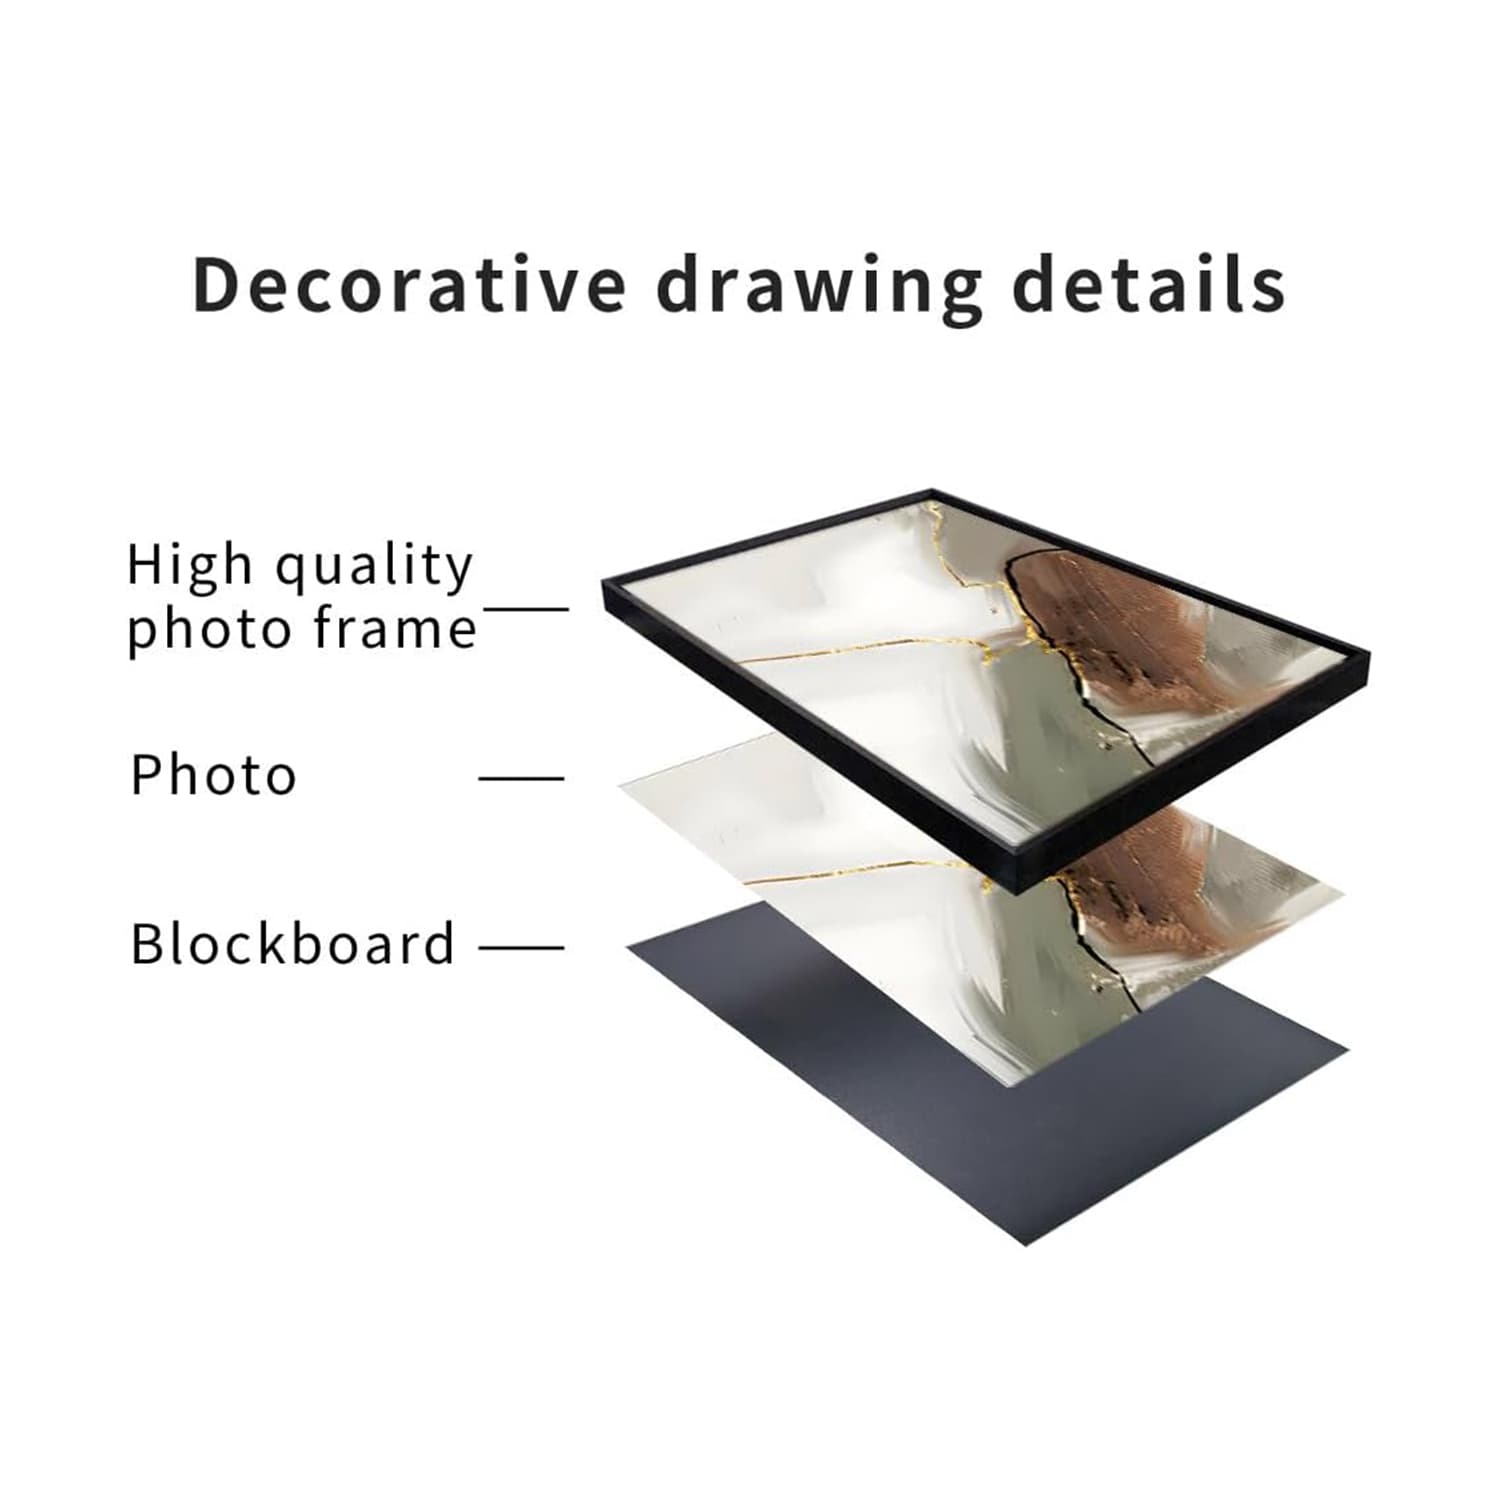 Decorative drawing details
High quality
photo frame
Photo
Blockboard